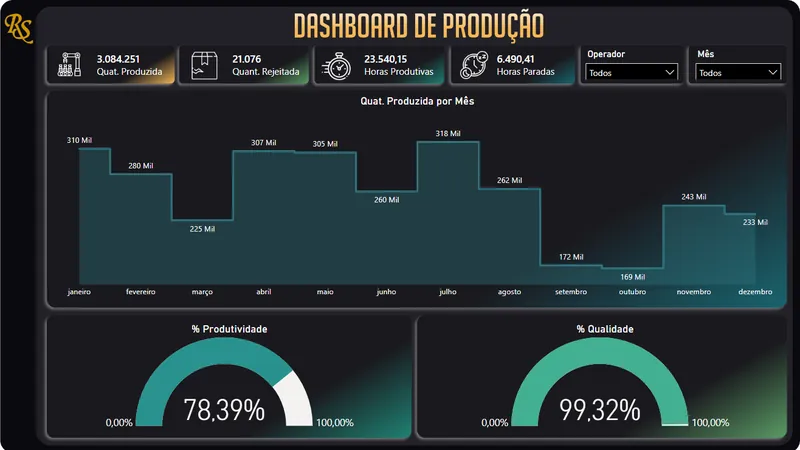 RS
DASHBOARD DE PRODUÇÃO
3.084.251
Quat. Produzida
21.076
Quant. Rejeitada
23.540,15
Horas Produtivas
6.490,41
Horas Paradas
Operador
Todos
Mês
Todos
Quat. Produzida por Mês
310 Mil
280 Mil
225 Mil
307 Mil
305 Mil
260 Mil
318 Mil
262 Mil
172 Mil
169 Mil
243 Mil
233 Mil
janeiro
fevereiro
março
abril
maio
junho
julho
agosto
setembro
outubro
novembro
dezembro
% Produtividade
0,00%
78,39%
100,00%
% Qualidade
0,00%
99,32%
100,00%